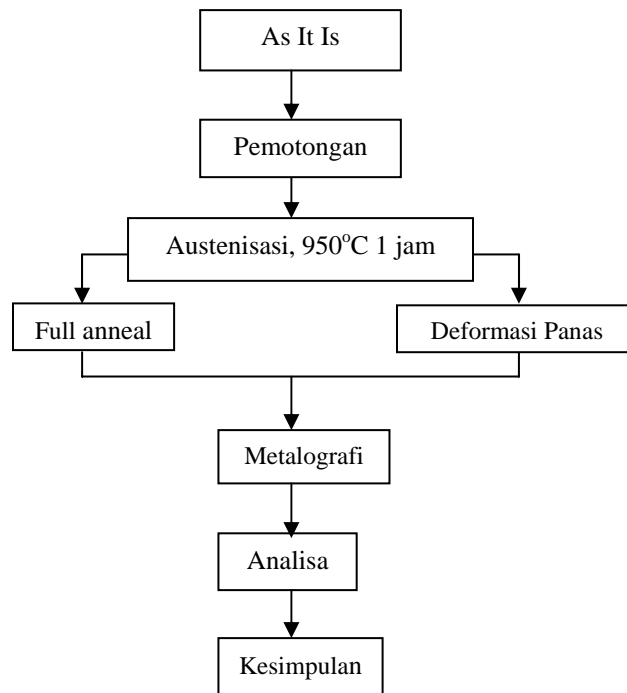 As It Is
Pemotongan
Austenisasi, 950°C 1 jam
Full anneal
Deformasi Panas
Metalografi
Analisa
Kesimpulan